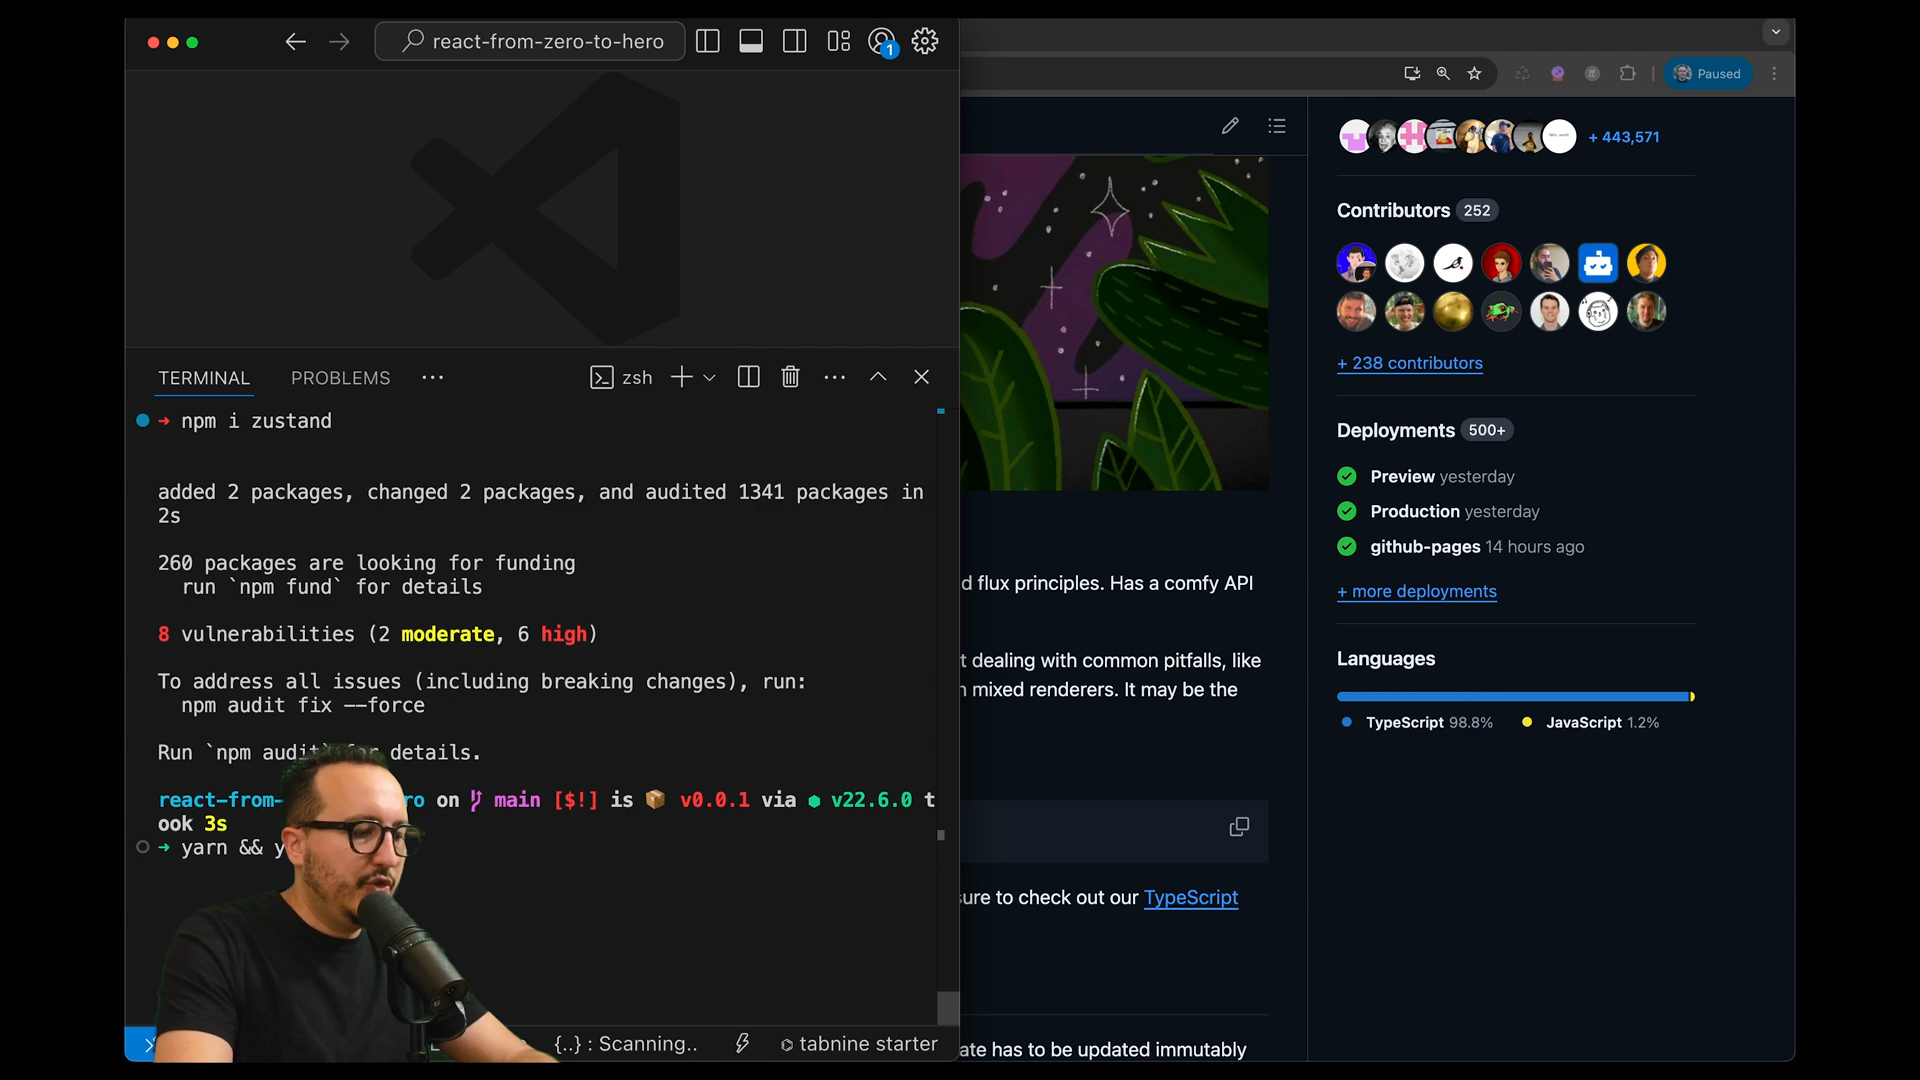 react-from-zero-to-hero
1
Paused
TERMINAL
PROBLEMS
zsh
npm i zustand
added 2 packages, changed 2 packages, and audited 1341 packages in
2s
260 packages are looking for funding
run `npm fund` for details
8 vulnerabilities (2 moderate, 6 high)
To address all issues (including breaking changes), run:
npm audit fix --force
Run `npm audit` for details.
react-from- ro on main [$!] is v0.0.1 via v22.6.0 t
ook 3s
yarn && y
{..} : Scanning..
tabnine starter
d flux principles. Has a comfy API
t dealing with common pitfalls, like
mixed renderers. It may be the
sure to check out our TypeScript
ate has to be updated immutably
+ 443,571
Contributors 252
+ 238 contributors
Deployments 500+
Preview yesterday
Production yesterday
github-pages 14 hours ago
+ more deployments
Languages
TypeScript 98.8%
JavaScript 1.2%